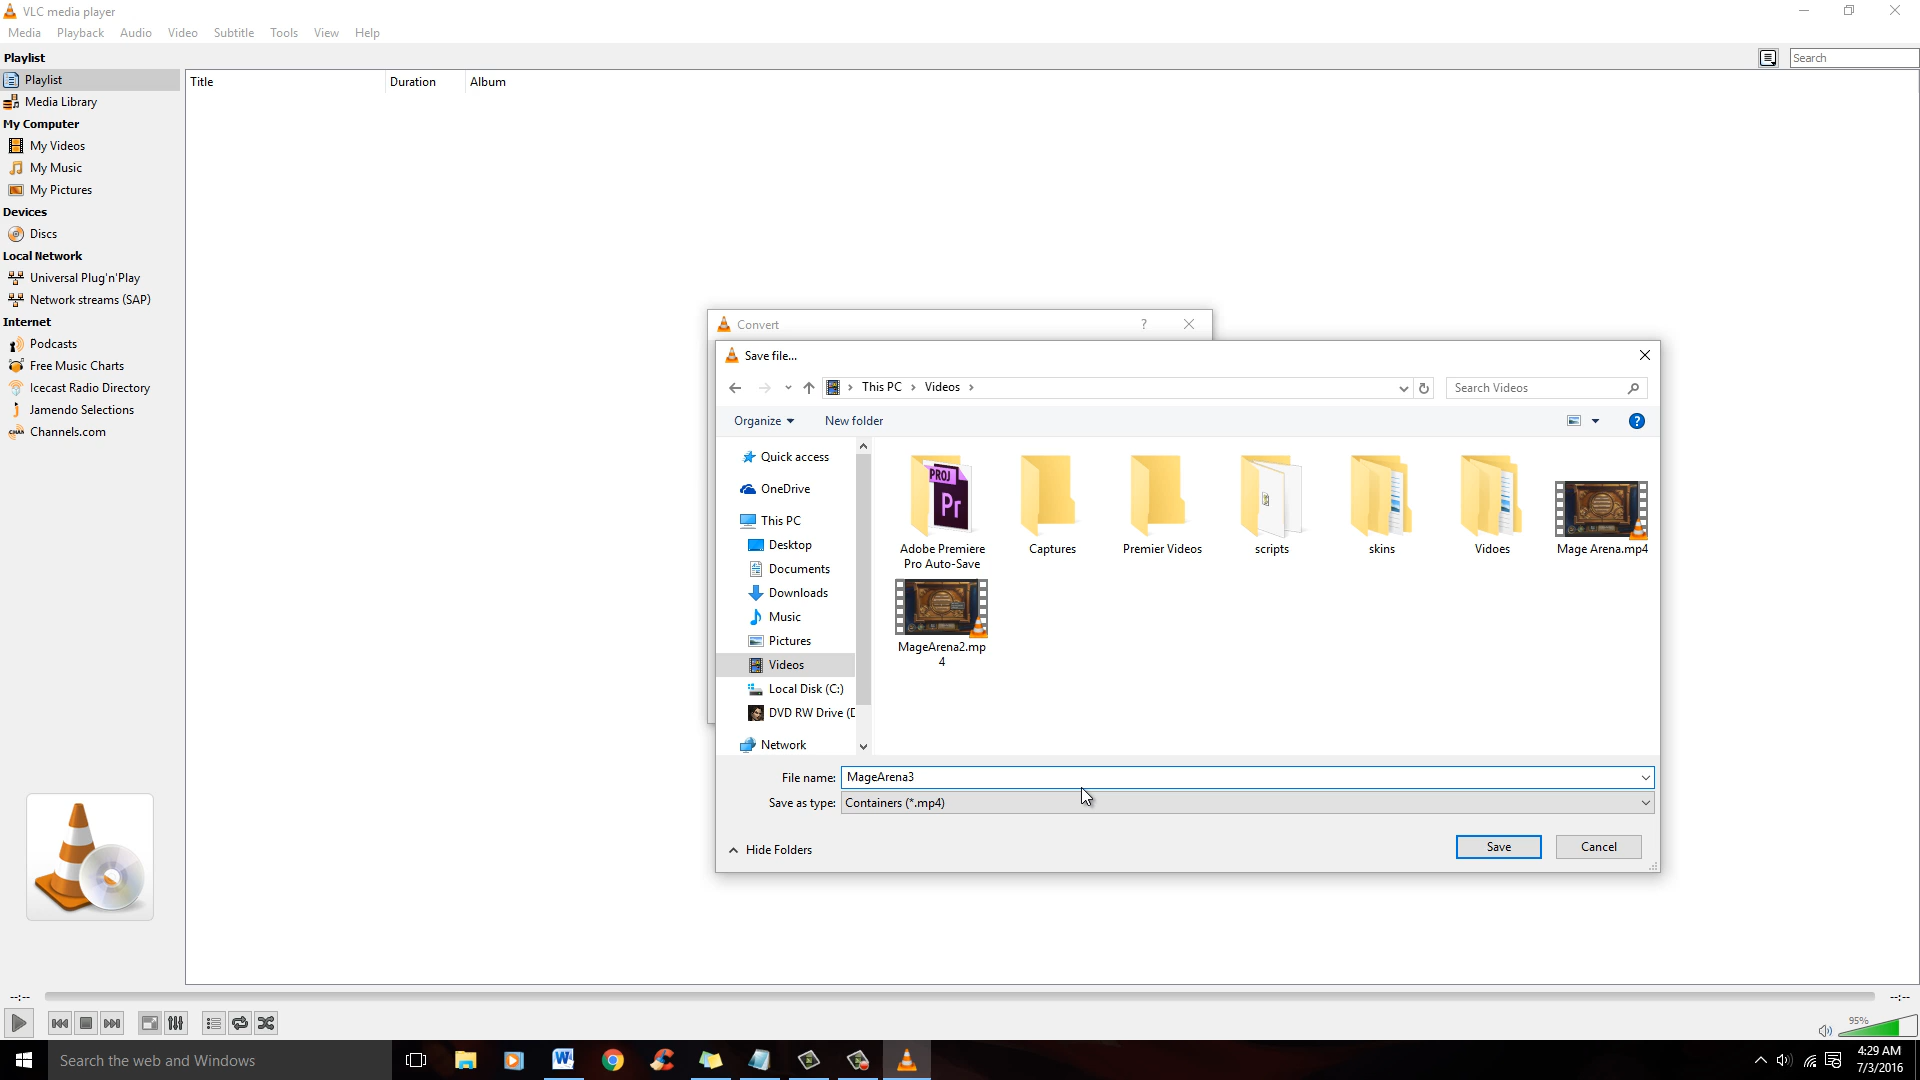 VLC media player
Media Playback Audio Video Subtitle Tools View Help
Playlist
Search
Playlist
Title Duration Album
Media Library
My Computer
My Videos
My Music
My Pictures
Devices
Discs
Local Network
Universal Plug'n'Play
Network streams (SAP)
Internet
Podcasts
Free Music Charts
Icecast Radio Directory
Jamendo Selections
Channels.com
Convert
?
Save file...
This PC > Videos >
Search Videos
Organize
New folder
?
Quick access
OneDrive
This PC
Desktop
Documents
Downloads
Music
Pictures
Videos
Local Disk (C:)
DVD RW Drive (D
Network
PROJ
Pr
Adobe Premiere
Pro Auto-Save
Captures
Premier Videos
scripts
skins
Vidoes
Mage Arena.mp4
MageArena2.mp
4
File name: MageArena3
Save as type: Containers (*.mp4)
Hide Folders
Save
Cancel
--:--
--:--
95%
Search the web and Windows
4:29 AM
7/3/2016